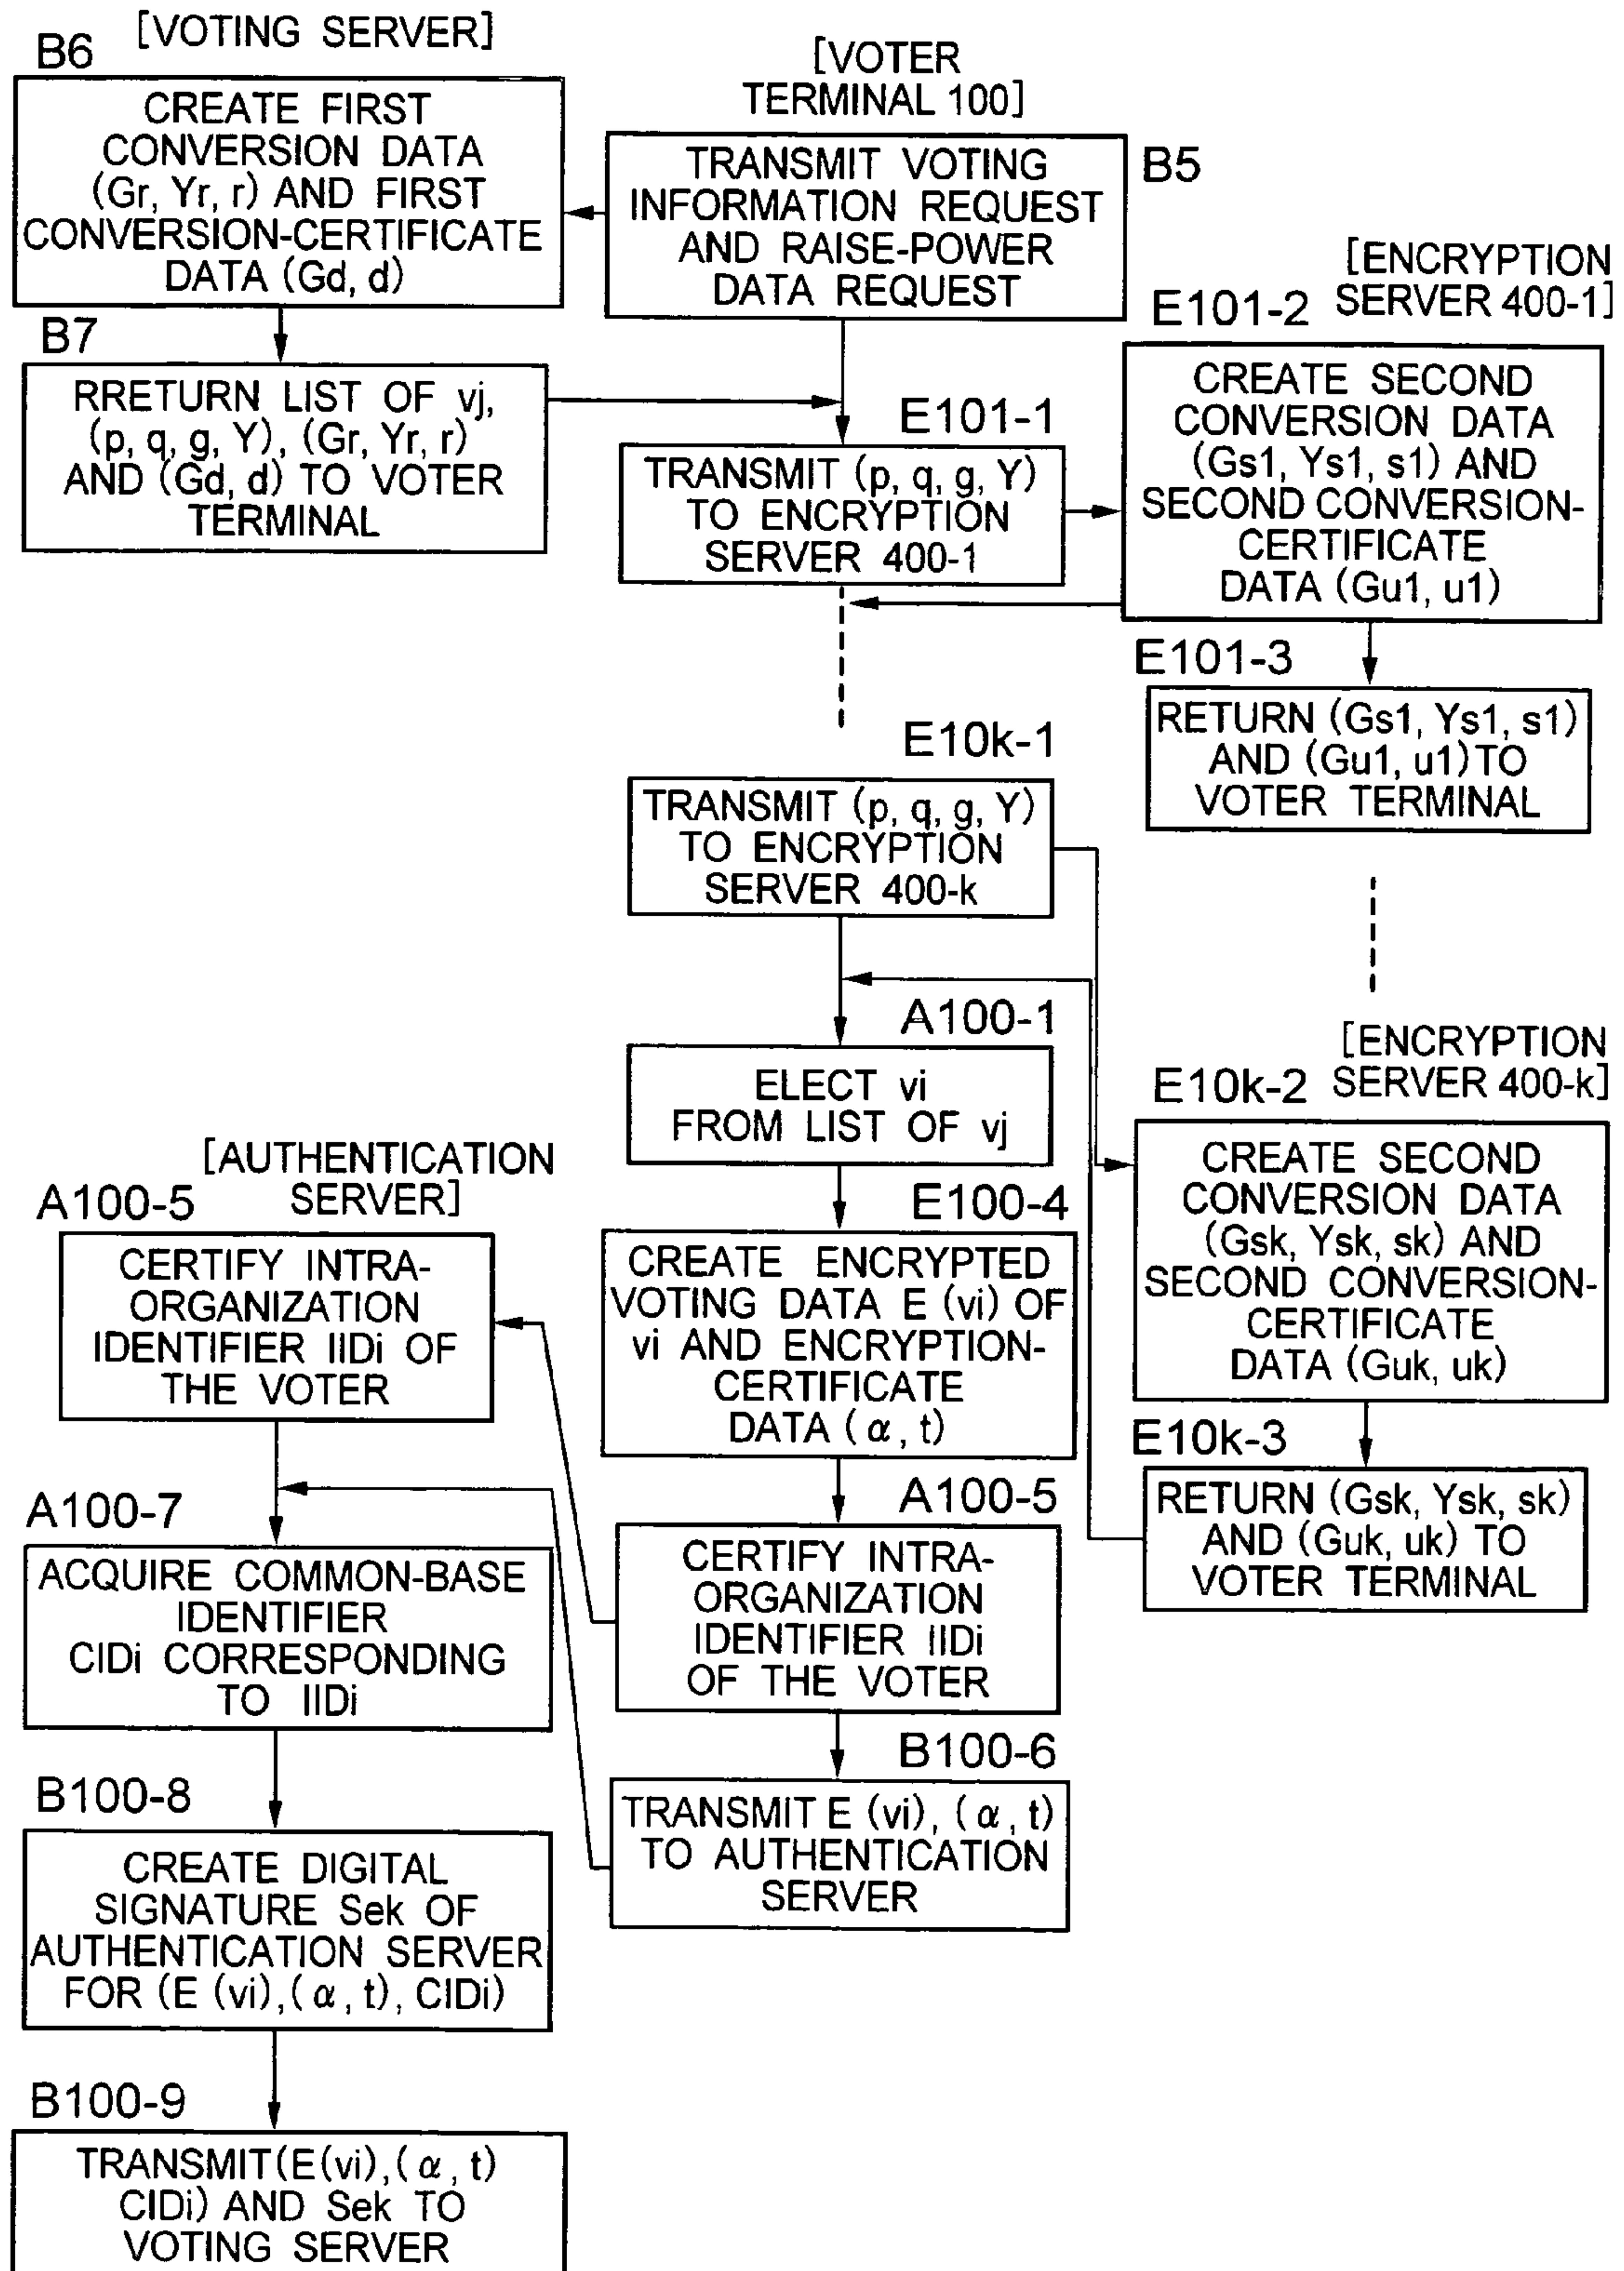 [VOTING SERVER]
B6
CREATE FIRST
CONVERSION DATA
(Gr, Yr, r) AND FIRST
CONVERSION-CERTIFICATE
DATA (Gd, d)
[VOTER
TERMINAL 100]
TRANSMIT VOTING
INFORMATION REQUEST
AND RAISE-POWER
DATA REQUEST
B5
B7
RRETURN LIST OF vj,
(p, q, g, Y), (Gr, Yr, r)
AND (Gd, d) TO VOTER
TERMINAL
E101-1
TRANSMIT (p, q, g, Y)
TO ENCRYPTION
SERVER 400-1
[ENCRYPTION
SERVER 400-1]
E101-2
CREATE SECOND
CONVERSION DATA
(Gs1, Ys1, s1) AND
SECOND CONVERSION-
CERTIFICATE
DATA (Gu1, u1)
E101-3
RETURN (Gs1, Ys1, s1)
AND (Gu1, u1) TO
VOTER TERMINAL
E10k-1
TRANSMIT (p, q, g, Y)
TO ENCRYPTION
SERVER 400-k
A100-1
ELECT vi
FROM LIST OF vj
[ENCRYPTION
SERVER 400-k]
E10k-2
CREATE SECOND
CONVERSION DATA
(Gsk, Ysk, sk) AND
SECOND CONVERSION-
CERTIFICATE
DATA (Guk, uk)
E10k-3
RETURN (Gsk, Ysk, sk)
AND (Guk, uk) TO
VOTER TERMINAL
E100-4
CREATE ENCRYPTED
VOTING DATA E (vi) OF
vi AND ENCRYPTION-
CERTIFICATE
DATA (α, t)
A100-5
CERTIFY INTRA-
ORGANIZATION
IDENTIFIER IIDi
OF THE VOTER
B100-6
TRANSMIT E (vi), (α, t)
TO AUTHENTICATION
SERVER
[AUTHENTICATION
SERVER]
A100-5
CERTIFY INTRA-
ORGANIZATION
IDENTIFIER IIDi OF
THE VOTER
A100-7
ACQUIRE COMMON-BASE
IDENTIFIER
CIDi CORRESPONDING
TO IIDi
B100-8
CREATE DIGITAL
SIGNATURE Sek OF
AUTHENTICATION SERVER
FOR (E (vi),(α, t), CIDi)
B100-9
TRANSMIT(E(vi),(α, t)
CIDi) AND Sek TO
VOTING SERVER